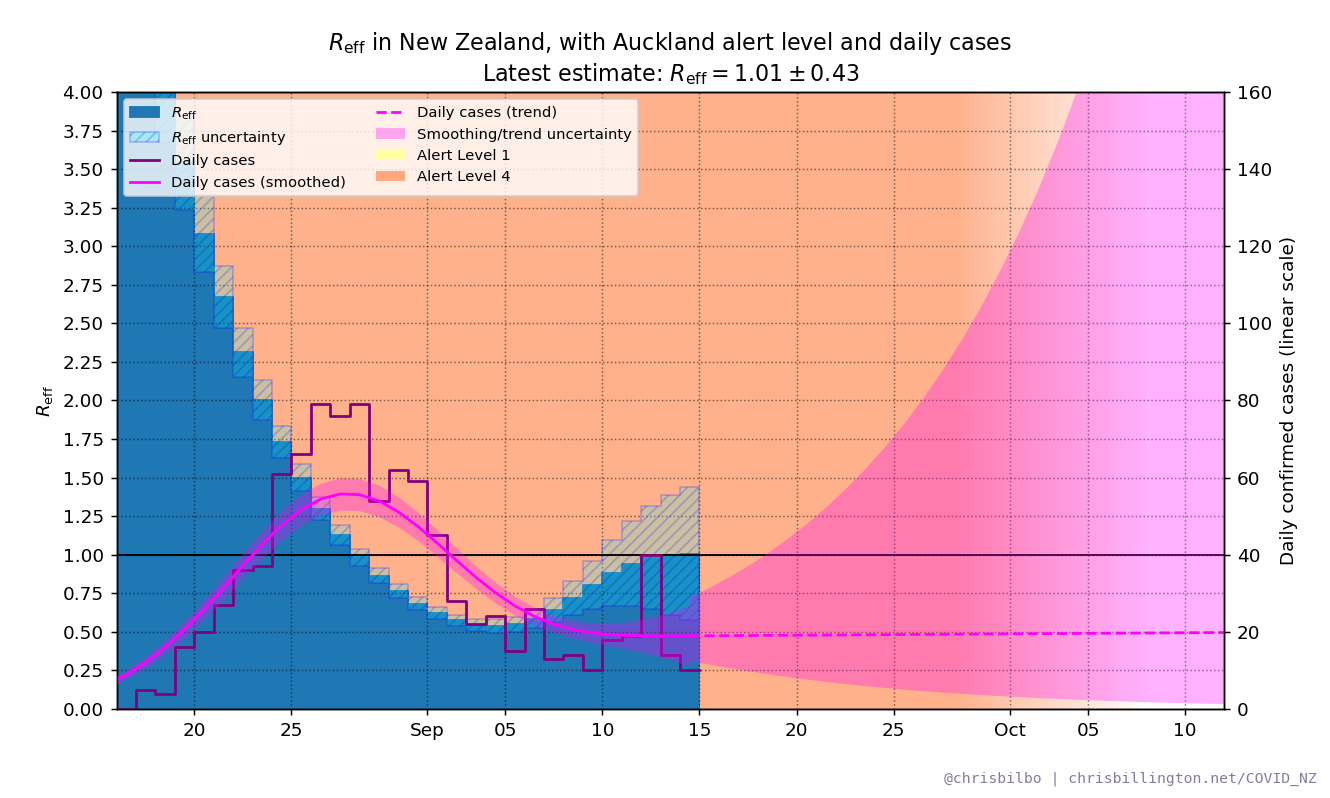 R_eff in New Zealand, with Auckland alert level and daily cases
Latest estimate: R_eff = 1.01 ± 0.43
R_eff
R_eff uncertainty
Daily cases
Daily cases (smoothed)
Daily cases (trend)
Smoothing/trend uncertainty
Alert Level 1
Alert Level 4
R_eff
4.00
3.75
3.50
3.25
3.00
2.75
2.50
2.25
2.00
1.75
1.50
1.25
1.00
0.75
0.50
0.25
0.00
160
140
120
100
80
60
40
20
0
Daily confirmed cases (linear scale)
20 25 Sep 05 10 15 20 25 Oct 05 10
@chrisbilbo | chrisbillington.net/COVID_NZ